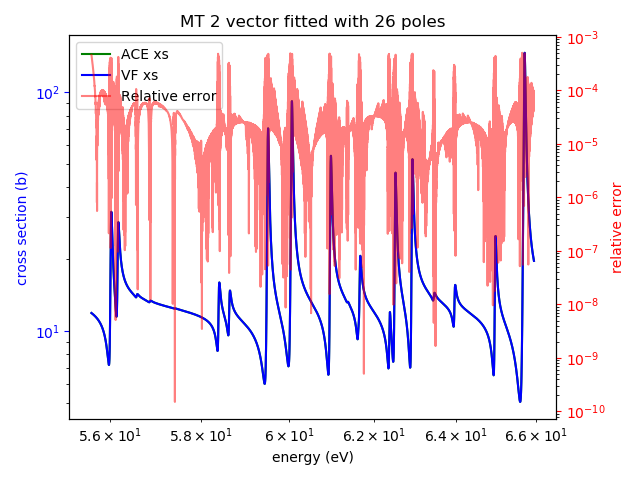 MT 2 vector fitted with 26 poles
ACE xs
VF xs
Relative error
cross section (b)
10²
10¹
10⁻³
10⁻⁴
10⁻⁵
10⁻⁶
10⁻⁷
10⁻⁸
10⁻⁹
10⁻¹⁰
relative error
5.6 × 10¹ 5.8 × 10¹ 6 × 10¹ 6.2 × 10¹ 6.4 × 10¹ 6.6 × 10¹
energy (eV)